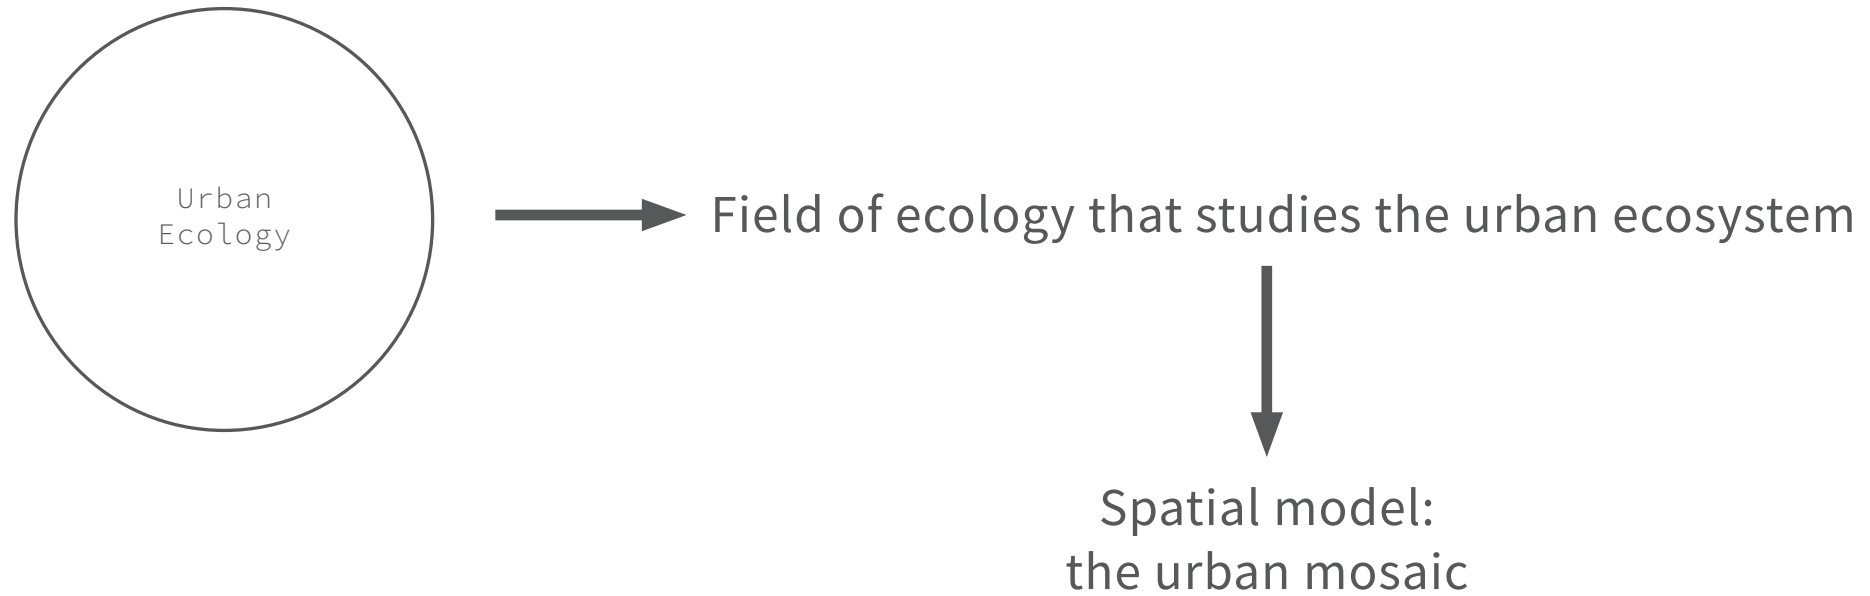 Urban
Ecology
Field of ecology that studies the urban ecosystem
Spatial model:
the urban mosaic